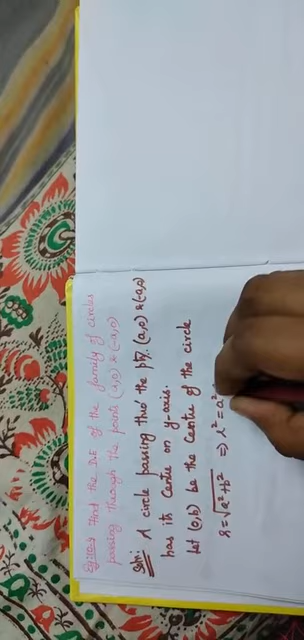 Find the D.E of the family of circles
passing through the points (a,0) & (-a,0)
Soln: A circle passing thro' the pts, (a,0) & (-a,0)
has its Centre on y-axis.
Let (0,b) be the Centre of the circle
r = √a²+b² ⇒ r² = a²